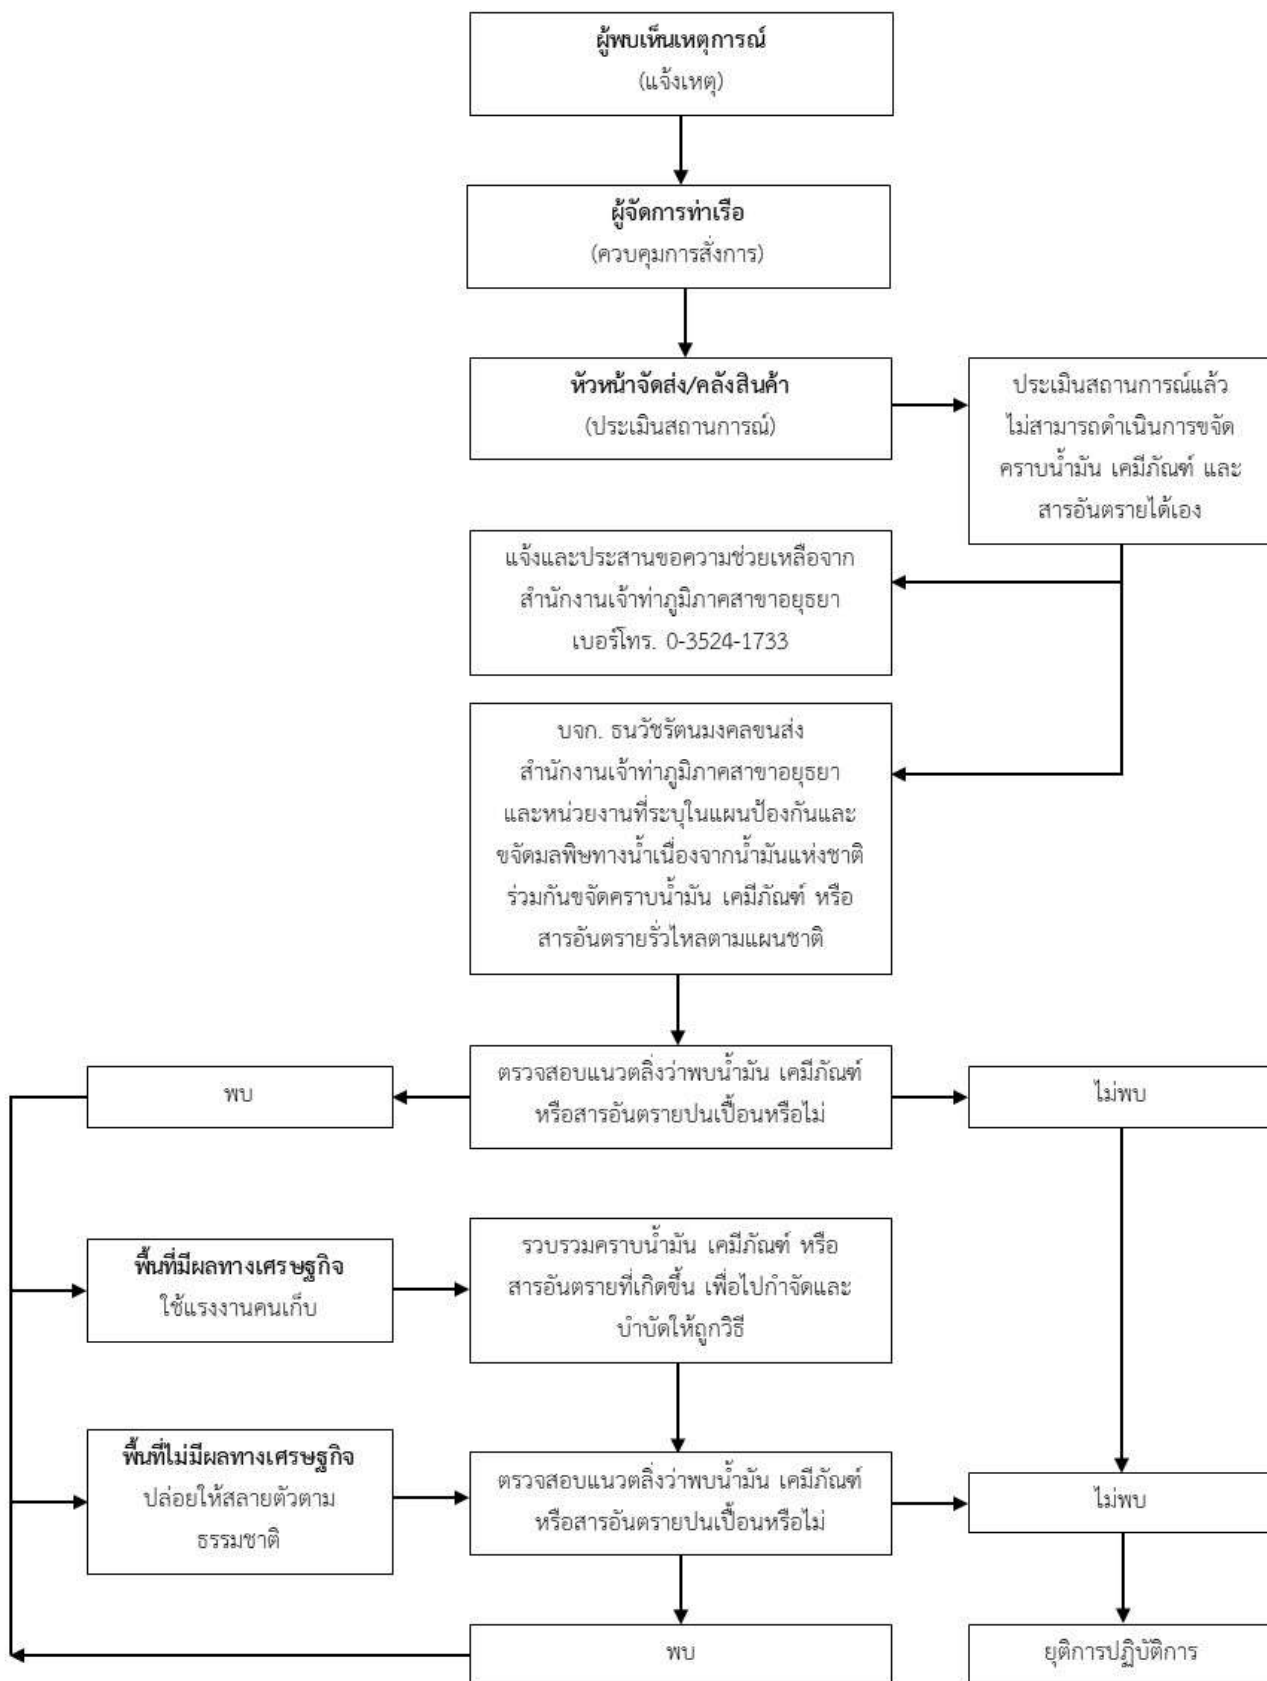 ผู้พบเห็นเหตุการณ์
(แจ้งเหตุ)
ผู้จัดการท่าเรือ
(ควบคุมการสั่งการ)
หัวหน้าจัดส่ง/คลังสินค้า
(ประเมินสถานการณ์)
ประเมินสถานการณ์แล้ว
ไม่สามารถดำเนินการขจัด
คราบน้ำมัน เคมีภัณฑ์ และ
สารอันตรายได้เอง
แจ้งและประสานขอความช่วยเหลือจาก
สำนักงานเจ้าท่าภูมิภาคสาขาอยุธยา
เบอร์โทร. 0-3524-1733
บจก. ธนวัชรัตนมงคลขนส่ง
สำนักงานเจ้าท่าภูมิภาคสาขาอยุธยา
และหน่วยงานที่ระบุในแผนป้องกันและ
ขจัดมลพิษทางน้ำเนื่องจากน้ำมันแห่งชาติ
ร่วมกันขจัดคราบน้ำมัน เคมีภัณฑ์ หรือ
สารอันตรายรั่วไหลตามแผนชาติ
พบ
ตรวจสอบแนวตลิ่งว่าพบน้ำมัน เคมีภัณฑ์
หรือสารอันตรายปนเปื้อนหรือไม่
ไม่พบ
พื้นที่มีผลทางเศรษฐกิจ
ใช้แรงงานคนเก็บ
รวบรวมคราบน้ำมัน เคมีภัณฑ์ หรือ
สารอันตรายที่เกิดขึ้น เพื่อไปกำจัดและ
บำบัดให้ถูกวิธี
พื้นที่ไม่มีผลทางเศรษฐกิจ
ปล่อยให้สลายตัวตาม
ธรรมชาติ
ตรวจสอบแนวตลิ่งว่าพบน้ำมัน เคมีภัณฑ์
หรือสารอันตรายปนเปื้อนหรือไม่
ไม่พบ
พบ
ยุติการปฏิบัติการ